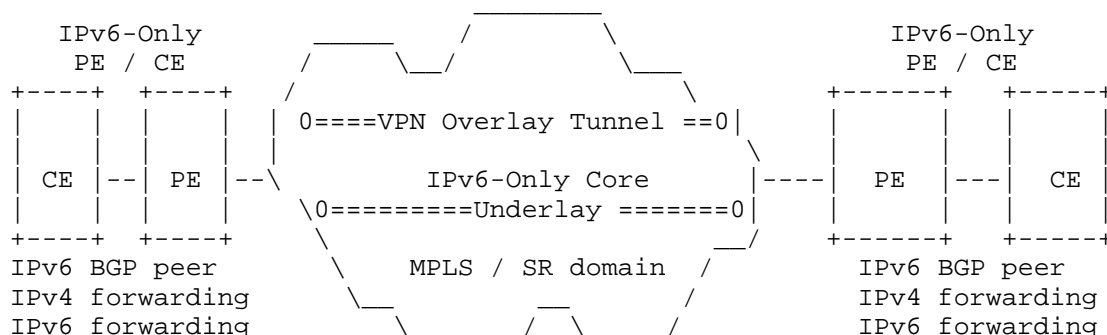 IPv6-Only IPv6-Only
PE / CE PE / CE
0====VPN Overlay Tunnel ==0
CE PE IPv6-Only Core PE CE
0=========Underlay =======0
IPv6 BGP peer MPLS / SR domain IPv6 BGP peer
IPv4 forwarding IPv4 forwarding
IPv6 forwarding IPv6 forwarding